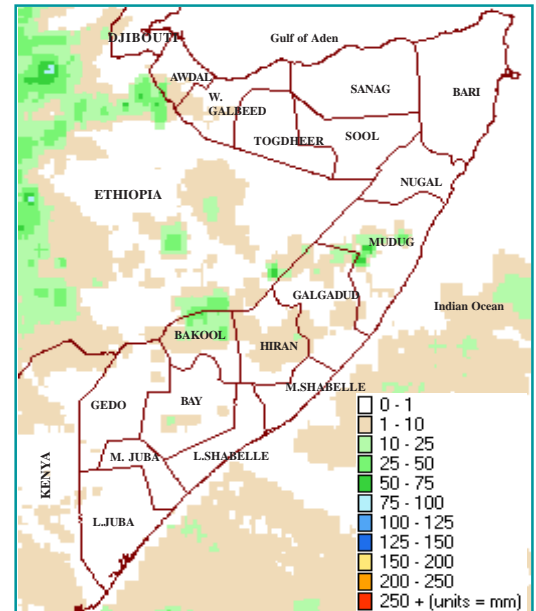 DJIBOUTI
Gulf of Aden
AWDAL
W.
GALBEED
SANAG
BARI
TOGDHEER
SOOL
NUGAL
ETHIOPIA
MUDUG
GALGADUD
Indian Ocean
BAKOOL
HIRAN
M.SHABELLE
GEDO
BAY
KENYA
M. JUBA
L.SHABELLE
L.JUBA
0 - 1
1 - 10
10 - 25
25 - 50
50 - 75
75 - 100
100 - 125
125 - 150
150 - 200
200 - 250
250 + (units = mm)